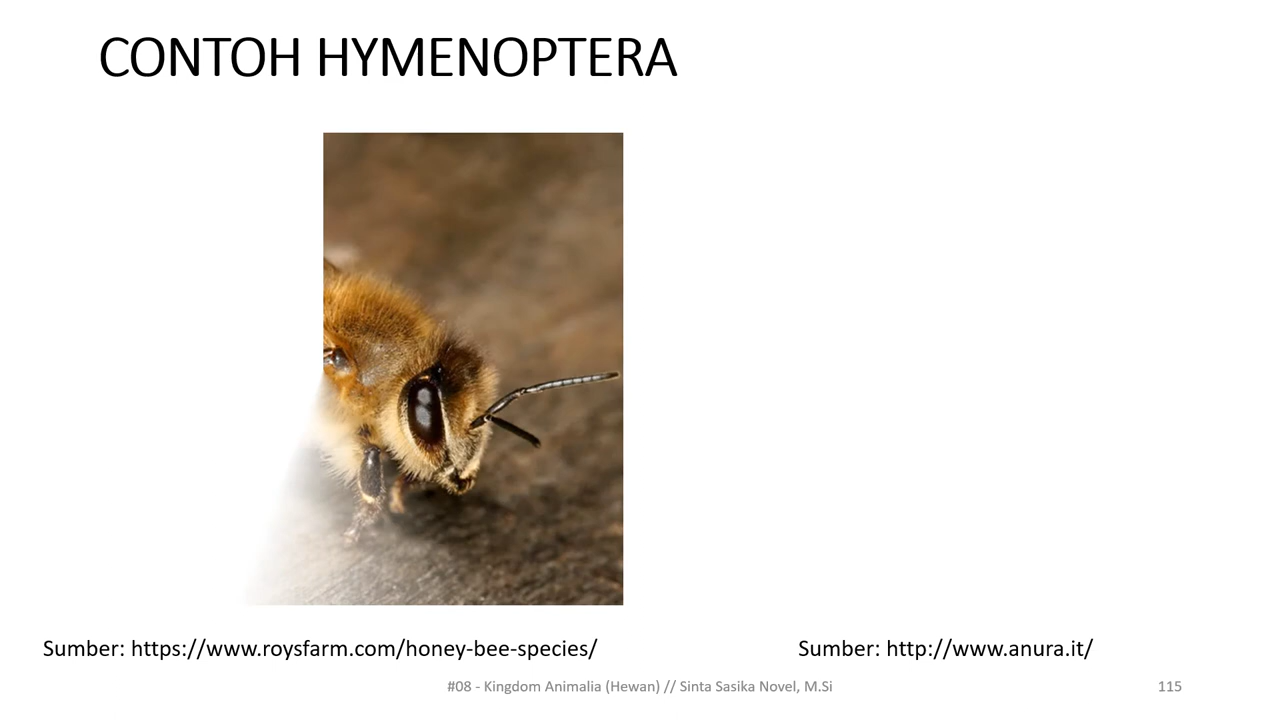 CONTOH HYMENOPTERA
Sumber: https://www.roysfarm.com/honey-bee-species/
Sumber: http://www.anura.it/
#08 - Kingdom Animalia (Hewan) // Sinta Sasika Novel, M.Si
115